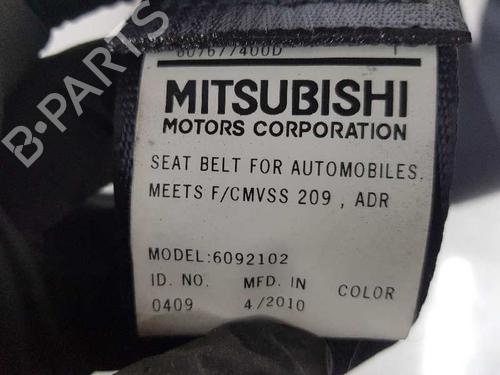 607677400D T
MITSUBISHI
MOTORS CORPORATION
SEAT BELT FOR AUTOMOBILES.
MEETS F/CMVSS 209 , ADR
MODEL:6092102
ID. NO. MFD. IN COLOR
0409 4/2010
B-PARTS